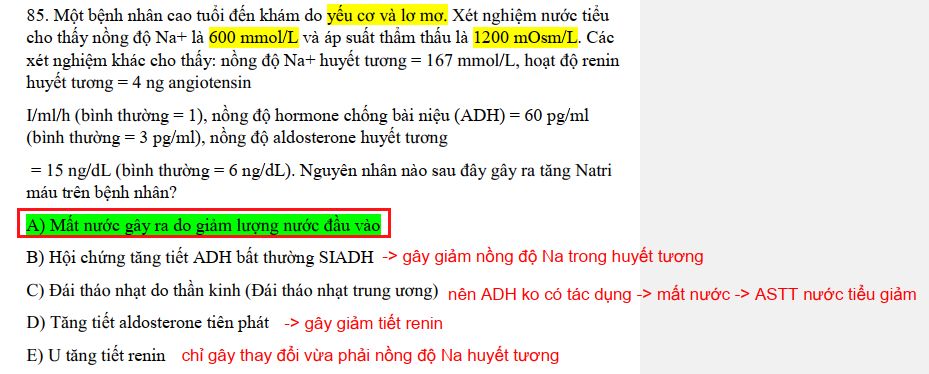 85. Một bệnh nhân cao tuổi đến khám do yếu cơ và lơ mơ. Xét nghiệm nước tiểu
cho thấy nồng độ Na+ là 600 mmol/L và áp suất thẩm thấu là 1200 mOsm/L. Các
xét nghiệm khác cho thấy: nồng độ Na+ huyết tương = 167 mmol/L, hoạt độ renin
huyết tương = 4 ng angiotensin
I/ml/h (bình thường = 1), nồng độ hormone chống bài niệu (ADH) = 60 pg/ml
(bình thường = 3 pg/ml), nồng độ aldosterone huyết tương
= 15 ng/dL (bình thường = 6 ng/dL). Nguyên nhân nào sau đây gây ra tăng Natri
máu trên bệnh nhân?
A) Mất nước gây ra do giảm lượng nước đầu vào
B) Hội chứng tăng tiết ADH bất thường SIADH -> gây giảm nồng độ Na trong huyết tương
C) Đái tháo nhạt do thần kinh (Đái tháo nhạt trung ương) nên ADH ko có tác dụng -> mất nước -> ASTT nước tiểu giảm
D) Tăng tiết aldosterone tiên phát -> gây giảm tiết renin
E) U tăng tiết renin chỉ gây thay đổi vừa phải nồng độ Na huyết tương